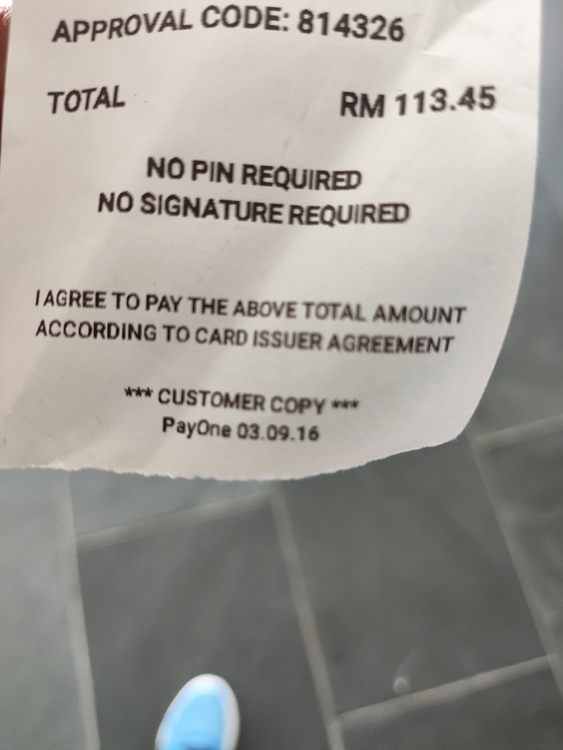 APPROVAL CODE: 814326
TOTAL RM 113.45
NO PIN REQUIRED
NO SIGNATURE REQUIRED
I AGREE TO PAY THE ABOVE TOTAL AMOUNT
ACCORDING TO CARD ISSUER AGREEMENT
*** CUSTOMER COPY ***
PayOne 03.09.16